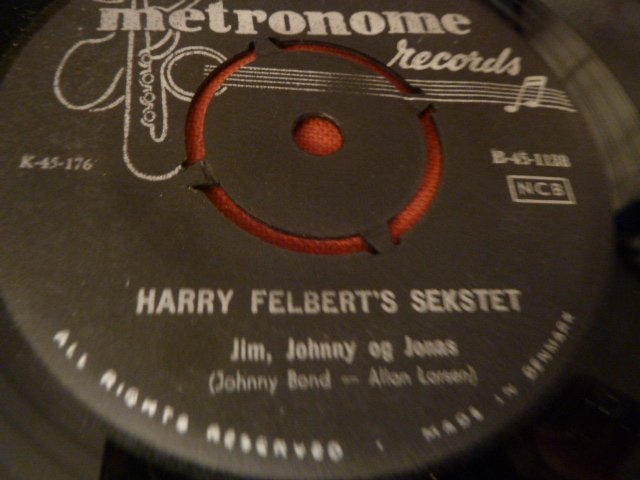 metronome
records
K-45-176
B-45-1138
NCB
HARRY FELBERT'S SEKSTET
Jim, Johnny og Jonas
(Johnny Bond — Allan Larsen)
ALL RIGHTS RESERVED · MADE IN DENMARK